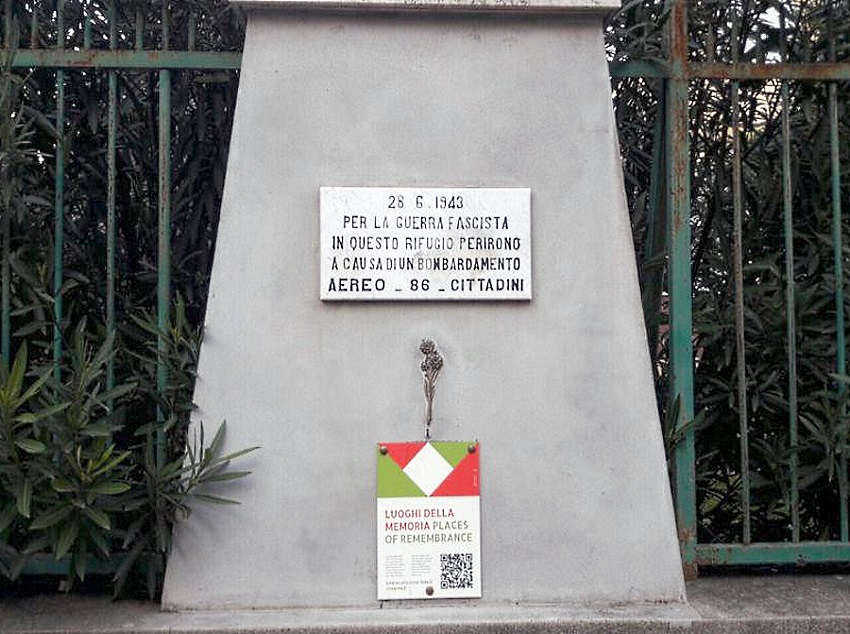 28 6 . 1943
PER LA GUERRA FASCISTA
IN QUESTO RIFUGIO PERIRONO
A CAUSA DI UN BOMBARDAMENTO
AEREO - 86 - CITTADINI
LUOGHI DELLA
MEMORIA PLACES
OF REMEMBRANCE